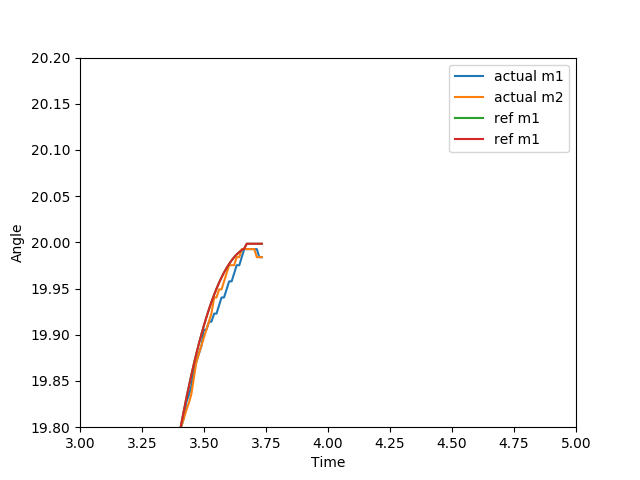 20.20
20.15
20.10
20.05
20.00
19.95
19.90
19.85
19.80
Angle
3.00 3.25 3.50 3.75 4.00 4.25 4.50 4.75 5.00
Time
actual m1
actual m2
ref m1
ref m1